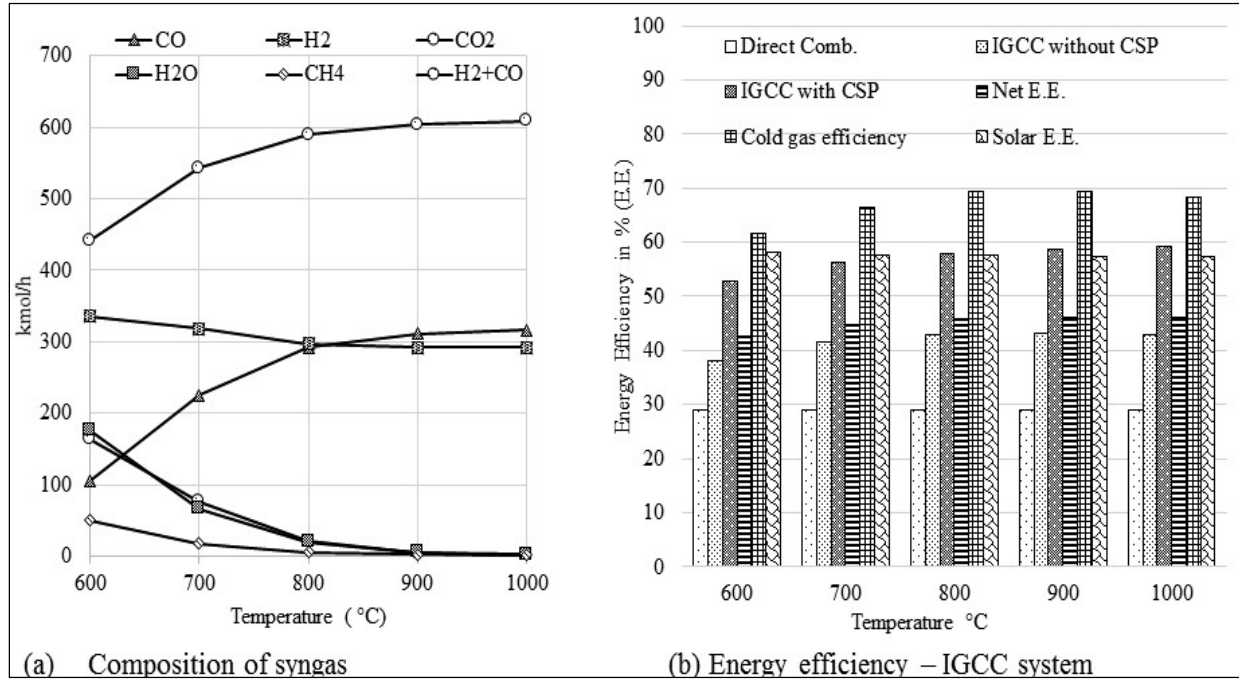 CO H2 CO2
H2O CH4 H2+CO
700
600
500
400
300
200
100
0
kmol/h
600 700 800 900 1000
Temperature ( °C)
(a) Composition of syngas
100
90
80
70
60
50
40
30
20
10
0
Energy Efficiency in % (E.E.)
Direct Comb. IGCC without CSP
IGCC with CSP Net E.E.
Cold gas efficiency Solar E.E.
600 700 800 900 1000
Temperature °C
(b) Energy efficiency – IGCC system